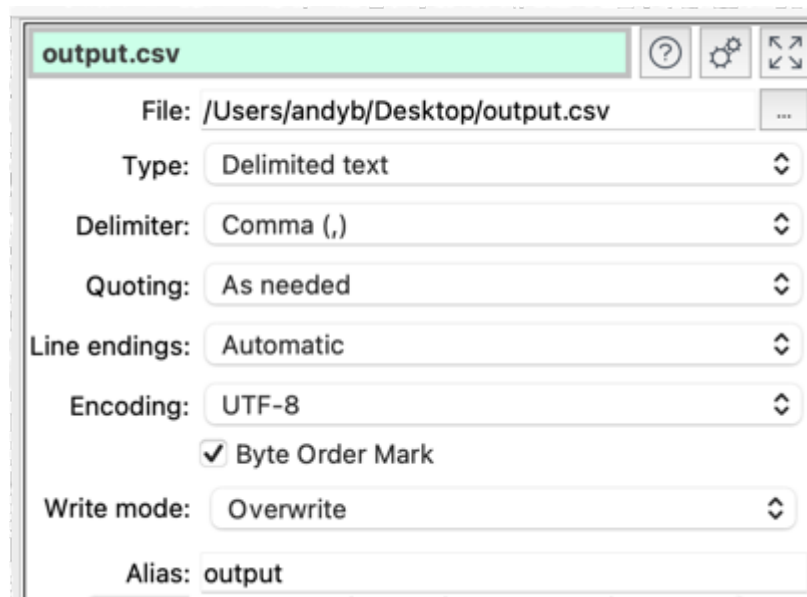 output.csv ?
File: /Users/andyb/Desktop/output.csv ...
Type: Delimited text
Delimiter: Comma (,)
Quoting: As needed
Line endings: Automatic
Encoding: UTF-8
Byte Order Mark
Write mode: Overwrite
Alias: output